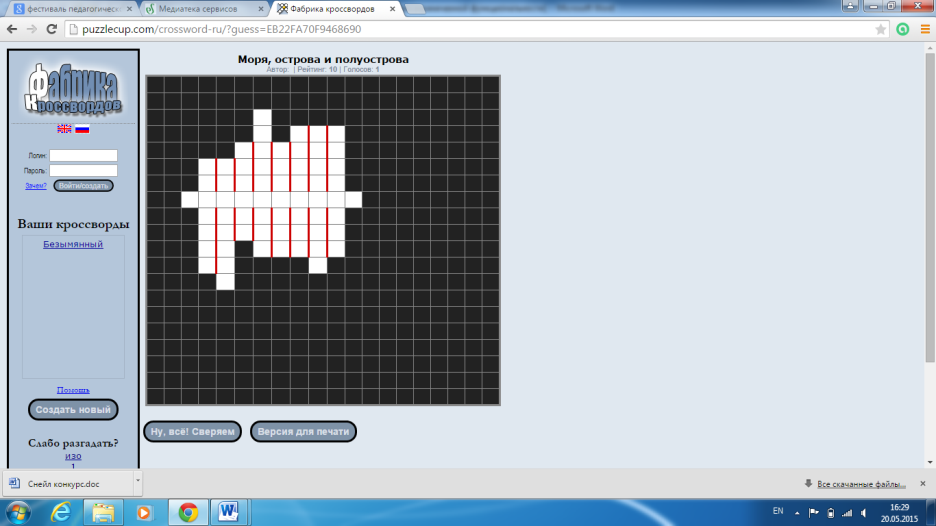 фестиваль педагогическ
Медиатека сервисов
Фабрика кроссвордов
puzzlecup.com/crossword-ru/?guess=EB22FA70F9468690
Фабрика
кроссвордов
Логин:
Пароль:
Зачем?
Войти/создать
Ваши кроссворды
Безымянный
Помощь
Создать новый
Слабо разгадать?
изо
1
Моря, острова и полуострова
Автор: | Рейтинг: 10 | Голосов: 1
Ну, всё! Сверяем
Версия для печати
Снейл конкурс.doc
Все скачанные файлы...
EN
16:29
20.05.2015